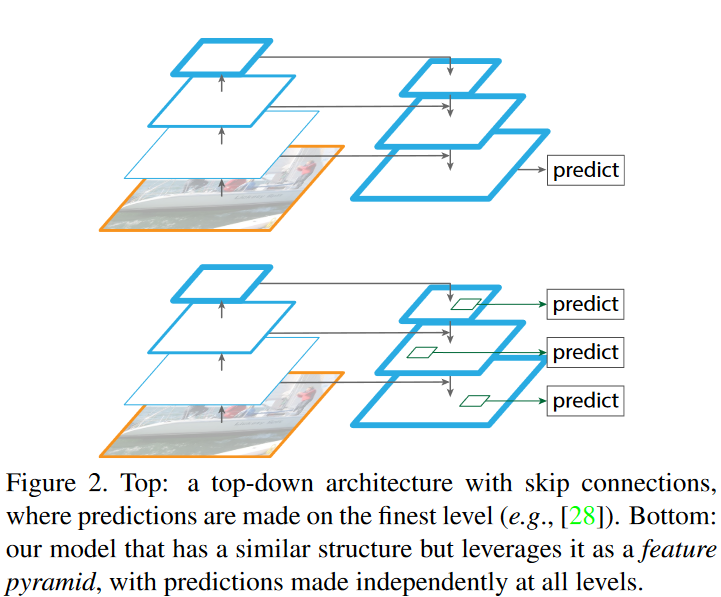 predict
predict
predict
predict
Figure 2. Top: a top-down architecture with skip connections,
where predictions are made on the finest level (e.g., [28]). Bottom:
our model that has a similar structure but leverages it as a feature
pyramid, with predictions made independently at all levels.